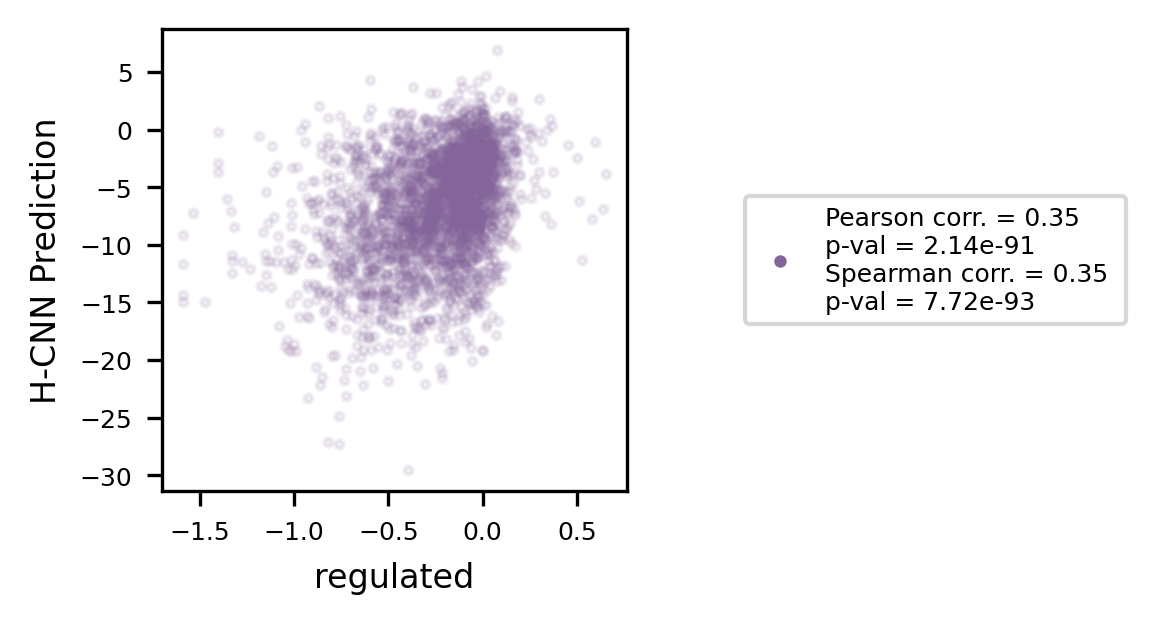 5
0
−5
−10
−15
−20
−25
−30
H-CNN Prediction
−1.5
−1.0
−0.5
0.0
0.5
regulated
Pearson corr. = 0.35
p-val = 2.14e-91
Spearman corr. = 0.35
p-val = 7.72e-93